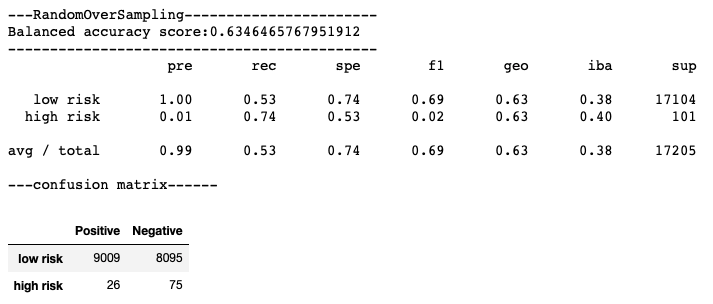 ---RandomOverSampling-----------------------
Balanced accuracy score:0.6346465767951912
--------------------------------------------
pre rec spe f1 geo iba sup
low risk 1.00 0.53 0.74 0.69 0.63 0.38 17104
high risk 0.01 0.74 0.53 0.02 0.63 0.40 101
avg / total 0.99 0.53 0.74 0.69 0.63 0.38 17205
---confusion matrix------
Positive Negative
low risk 9009 8095
high risk 26 75